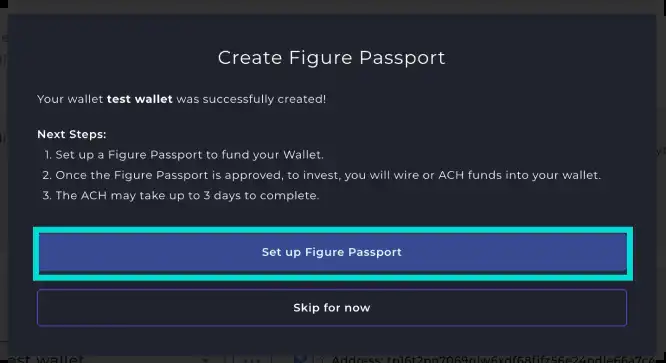 Create Figure Passport
Your wallet test wallet was successfully created!
Next Steps:
1. Set up a Figure Passport to fund your Wallet.
2. Once the Figure Passport is approved, to invest, you will wire or ACH funds into your wallet.
3. The ACH may take up to 3 days to complete.
Set up Figure Passport
Skip for now
est wallet
Address: